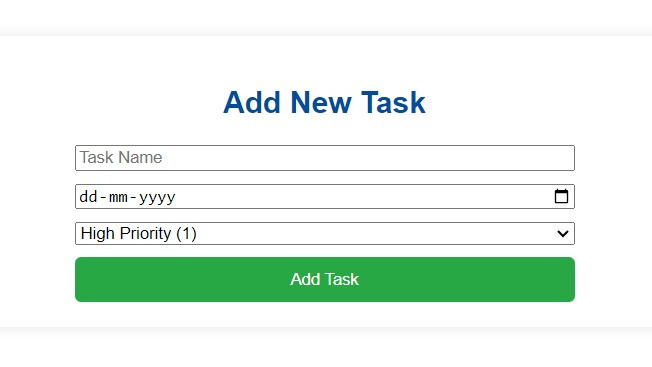 Add New Task
Task Name
dd-mm-yyyy
High Priority (1)
Add Task